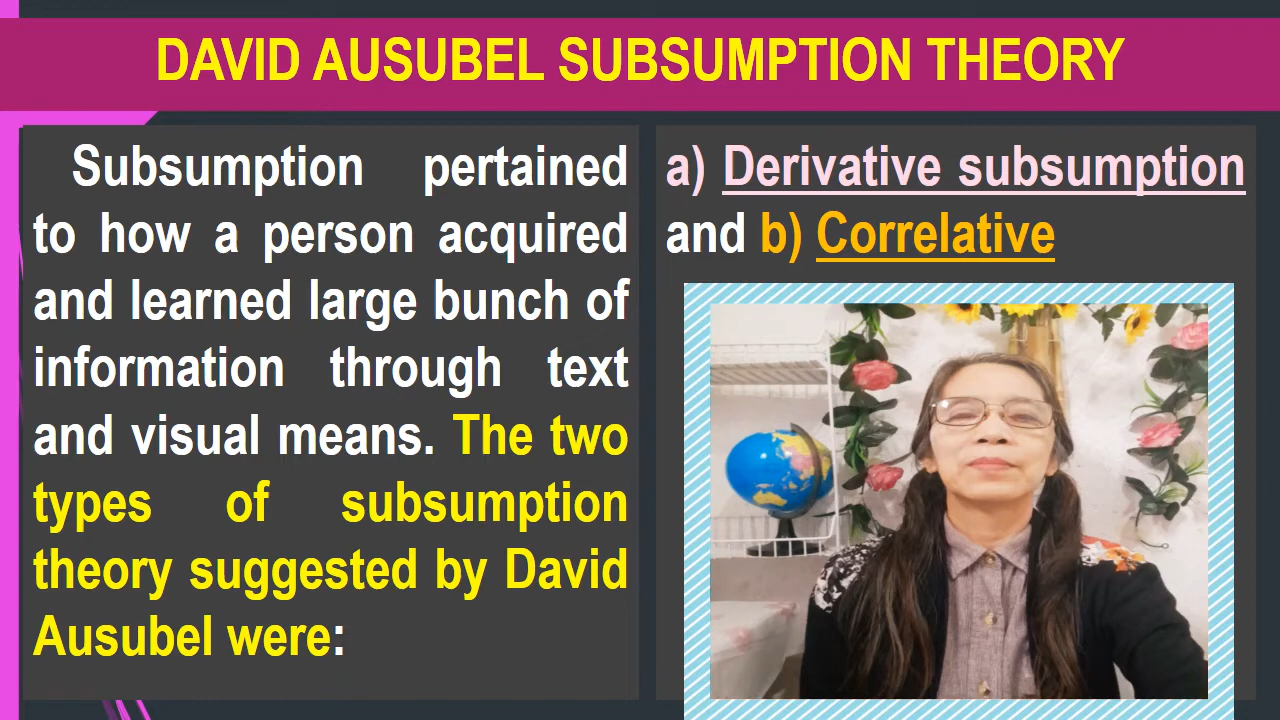 DAVID AUSUBEL SUBSUMPTION THEORY
Subsumption pertained
to how a person acquired
and learned large bunch of
information through text
and visual means. The two
types of subsumption
theory suggested by David
Ausubel were:
a) Derivative subsumption
and b) Correlative